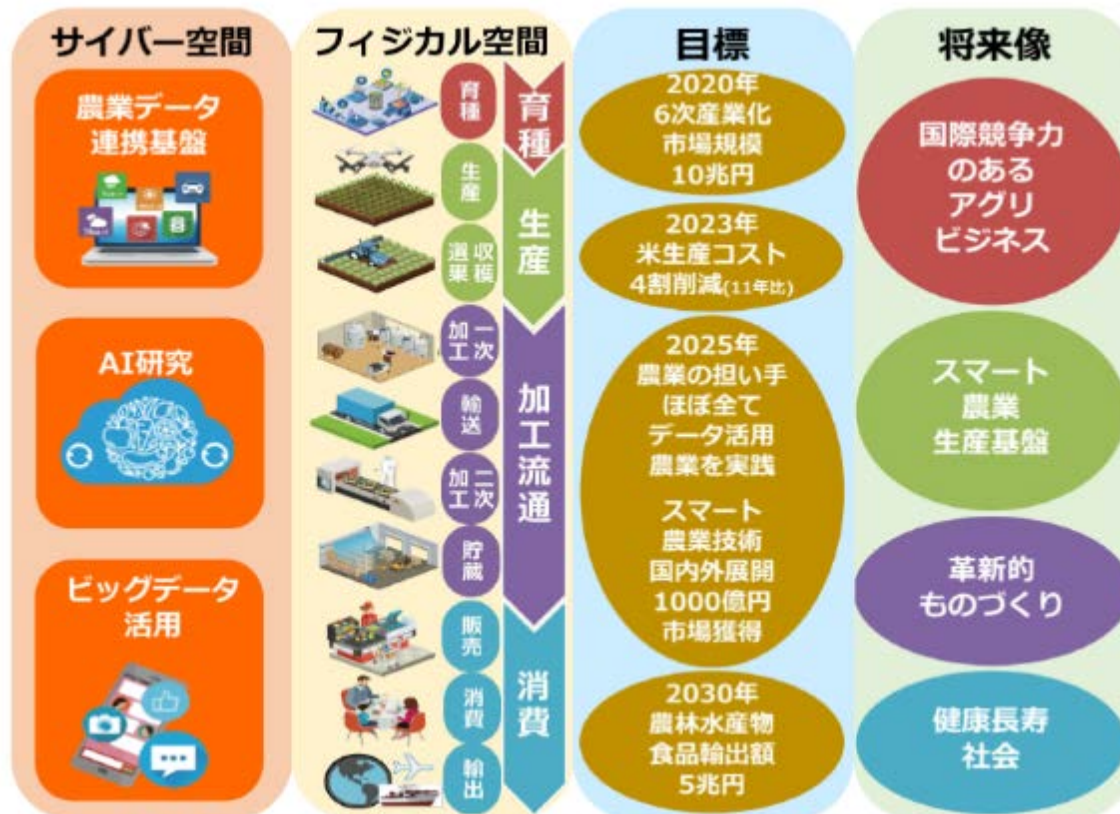 サイバー空間
農業データ
連携基盤
AI研究
ビッグデータ
活用
フィジカル空間
育種
生産
収穫
選果
一次
加工
輸送
二次
加工
貯蔵
販売
消費
輸出
育種
生産
加工流通
消費
目標
2020年
6次産業化
市場規模
10兆円
2023年
米生産コスト
4割削減(11年比)
2025年
農業の担い手
ほぼ全て
データ活用
農業を実践
スマート
農業技術
国内外展開
1000億円
市場獲得
2030年
農林水産物
食品輸出額
5兆円
将来像
国際競争力
のある
アグリ
ビジネス
スマート
農業
生産基盤
革新的
ものづくり
健康長寿
社会